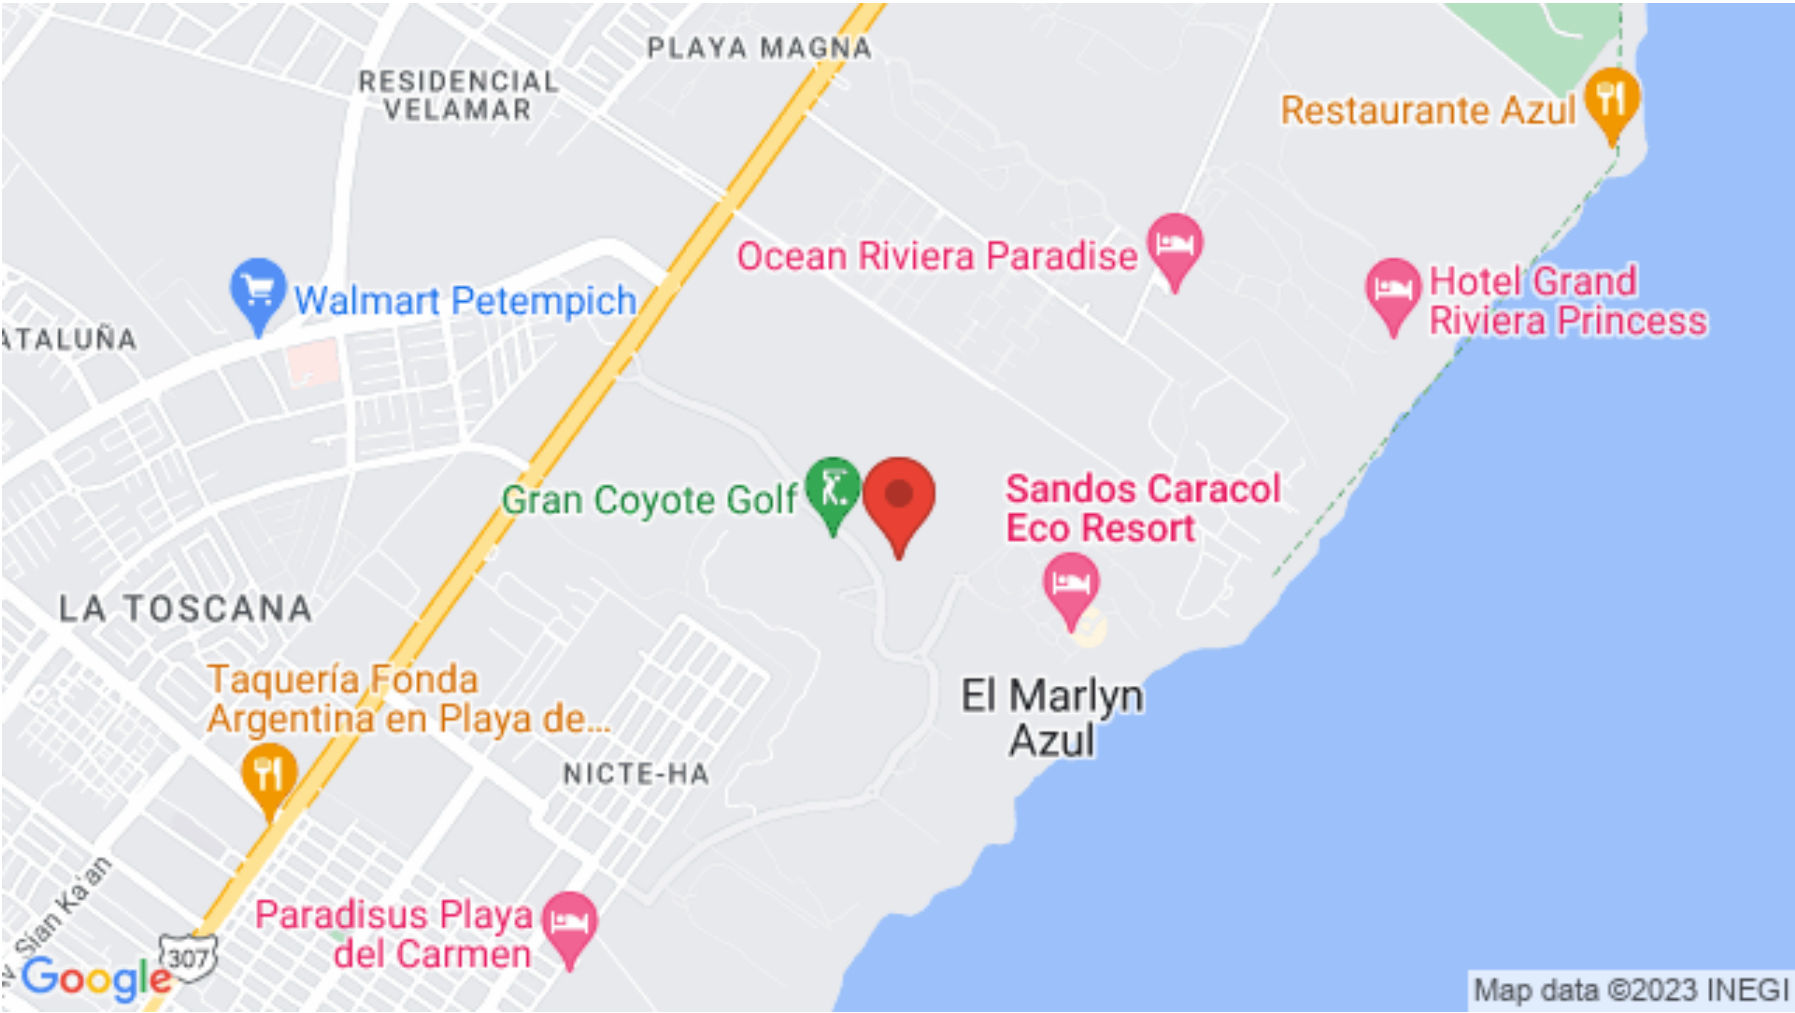 PLAYA MAGNA
RESIDENCIAL
VELAMAR
Restaurante Azul
Ocean Riviera Paradise
Hotel Grand
Riviera Princess
Walmart Petempich
ATALUÑA
Gran Coyote Golf
Sandos Caracol
Eco Resort
LA TOSCANA
Taquería Fonda
Argentina en Playa de...
El Marlyn
Azul
NICTE-HA
Sian Ka'an
Paradisus Playa
del Carmen
307
Google
Map data ©2023 INEGI